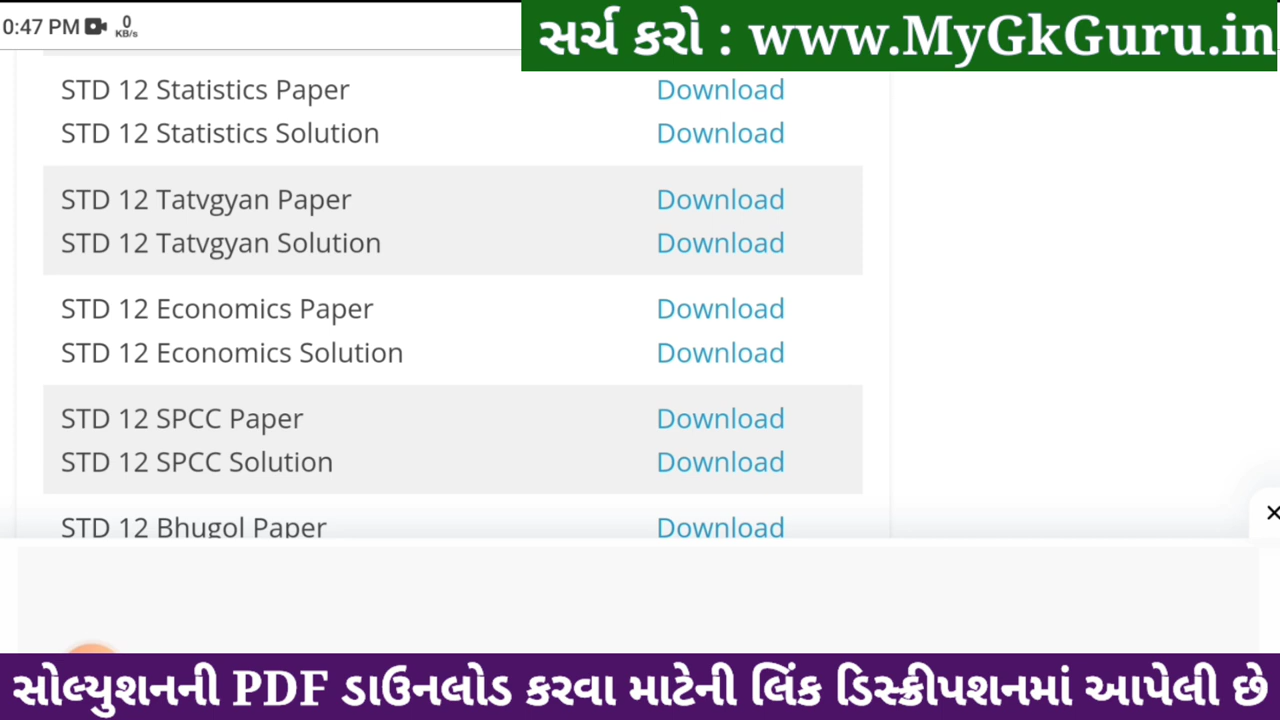 0:47 PM 0 KB/s
સર્ચ કરો : www.MyGkGuru.in
STD 12 Statistics Paper Download
STD 12 Statistics Solution Download
STD 12 Tatvgyan Paper Download
STD 12 Tatvgyan Solution Download
STD 12 Economics Paper Download
STD 12 Economics Solution Download
STD 12 SPCC Paper Download
STD 12 SPCC Solution Download
STD 12 Bhugol Paper Download
સોલ્યુશનની PDF ડાઉનલોડ કરવા માટેની લિંક ડિસ્ક્રીપશનમાં આપેલી છે